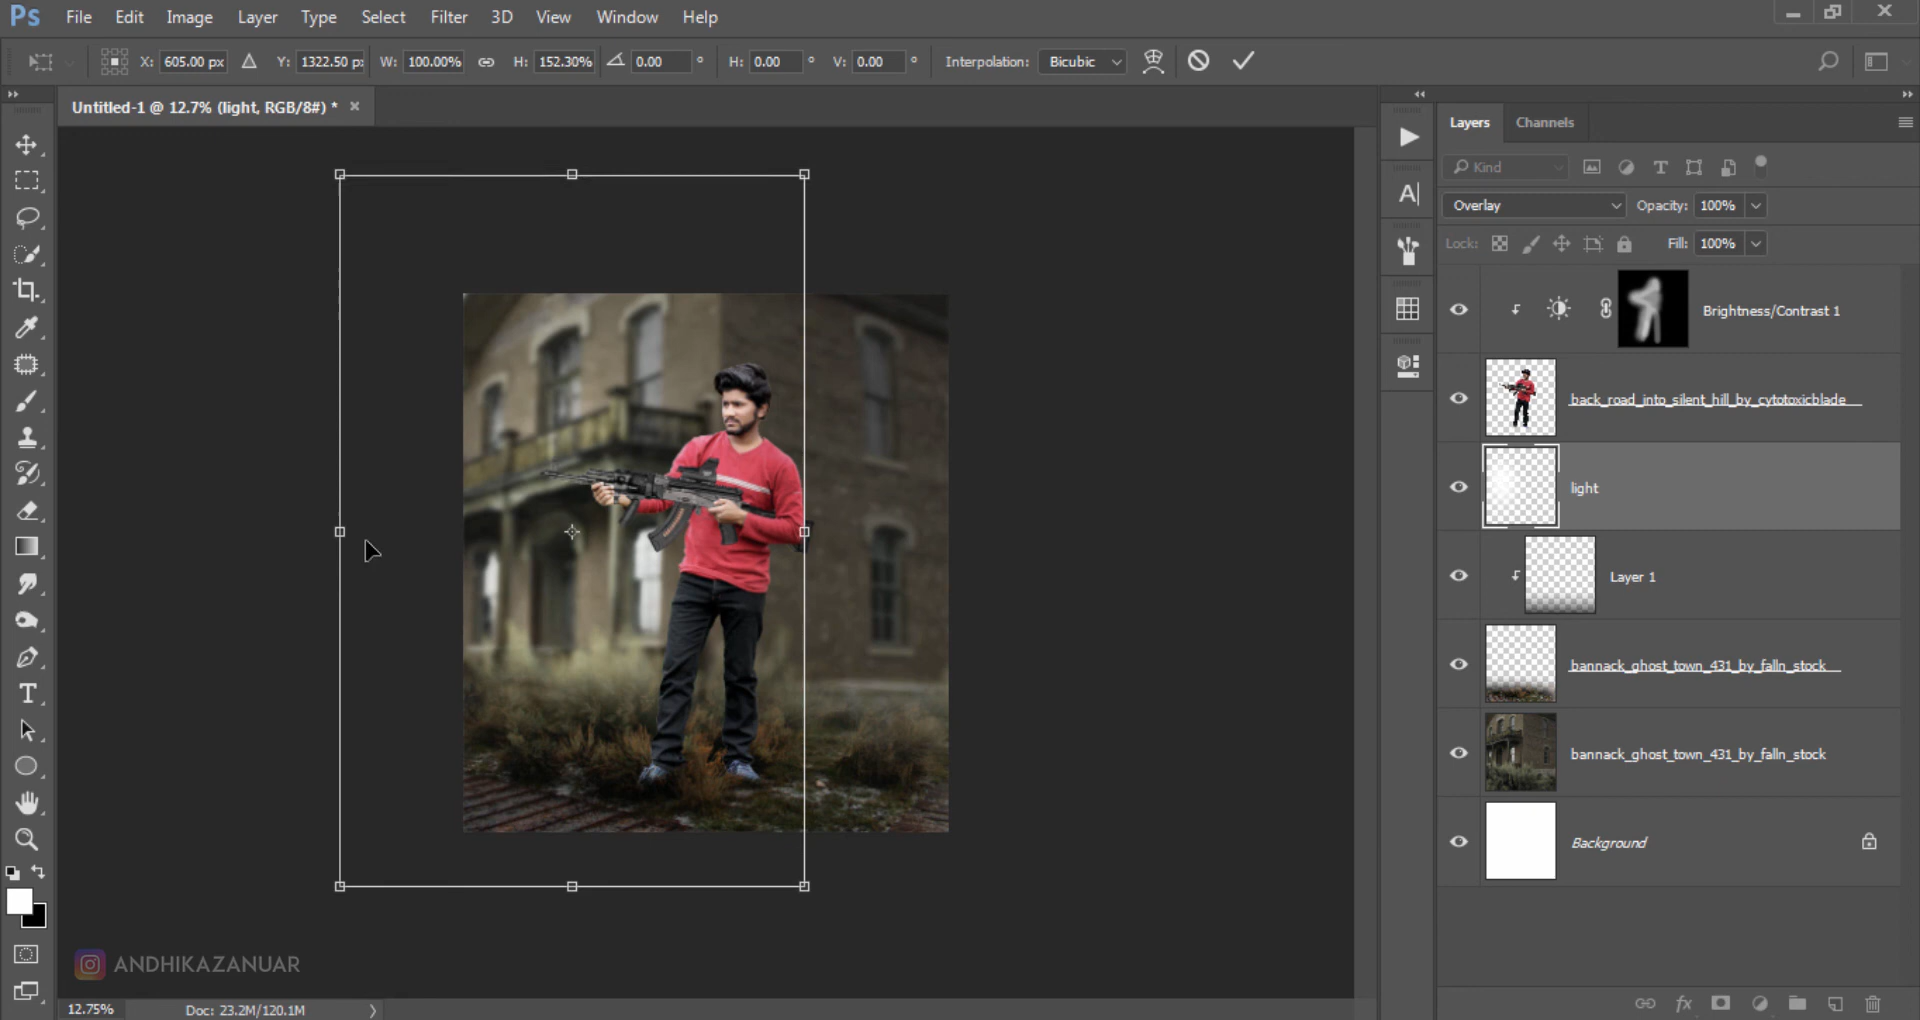 Ps File Edit Image Layer Type Select Filter 3D View Window Help
X: 605.00 px Y: 1322.50 p W: 100.00% H: 152.30% 0.00 ° H: 0.00 ° V: 0.00 ° Interpolation: Bicubic
Untitled-1 @ 12.7% (light, RGB/8#) *
Layers Channels
Kind
Overlay Opacity: 100%
Lock: Fill: 100%
Brightness/Contrast 1
back_road_into_silent_hill_by_cytotoxicblade
light
Layer 1
bannack_ghost_town_431_by_falln_stock
bannack_ghost_town_431_by_falln_stock
Background
ANDHIKAZANUAR
12.75% Doc: 23.2M/120.1M